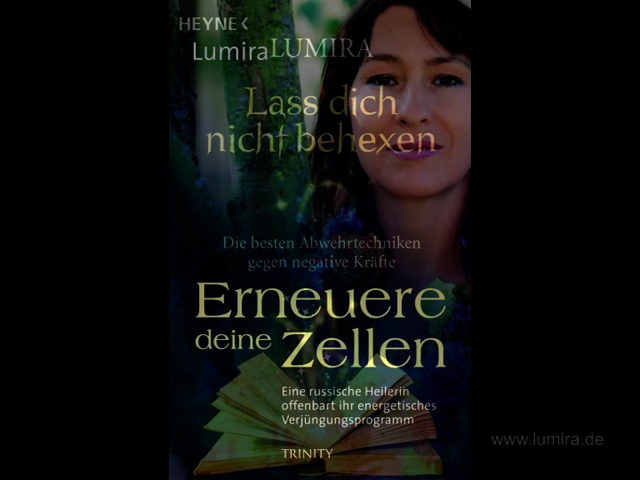 HEYNE<
Lumira
LUMIRA
Lass dich
nicht behexen
Die besten Abwehrtechniken
gegen negative Kräfte
Erneuere
deine Zellen
Eine russische Heilerin
offenbart ihr energetisches
Verjüngungsprogramm
www.lumira.de
TRINITY